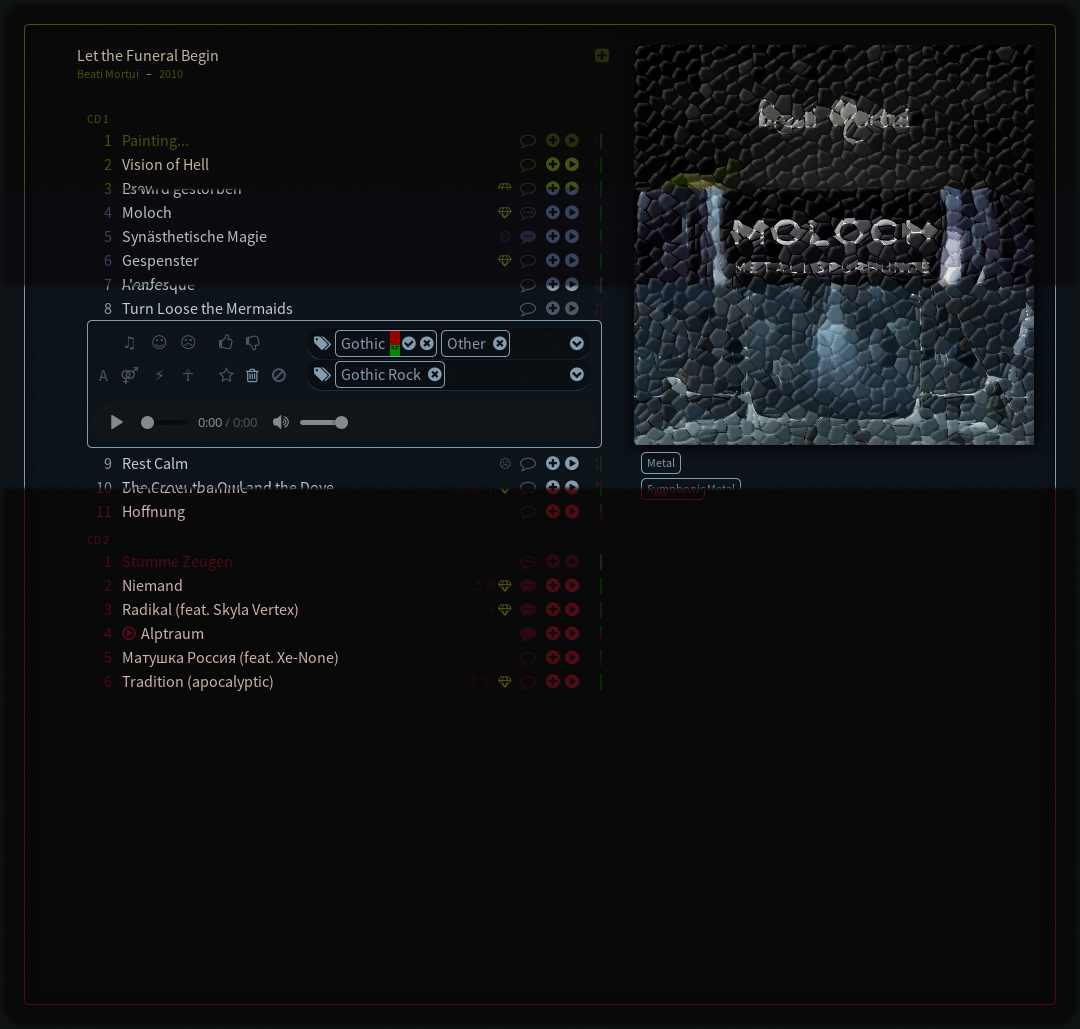 Let the Funeral Begin
Beati Mortui – 2010
CD 1
1 Painting...
2 Vision of Hell
3 Es wird gestorben
4 Moloch
5 Synästhetische Magie
6 Gespenster
7
8 Turn Loose the Mermaids
Gothic Other
A Gothic Rock
0:00 / 0:00
9 Rest Calm
10 The Crow, the Owl and the Dove
11 Hoffnung
CD 2
1 Stumme Zeugen
2 Niemand
3 Radikal (feat. Skyla Vertex)
4 Alptraum
5 Матушка Россия (feat. Xe-None)
6 Tradition (apocalyptic)
Beati Mortui
MOLOCH
Metal
Symphonic Metal